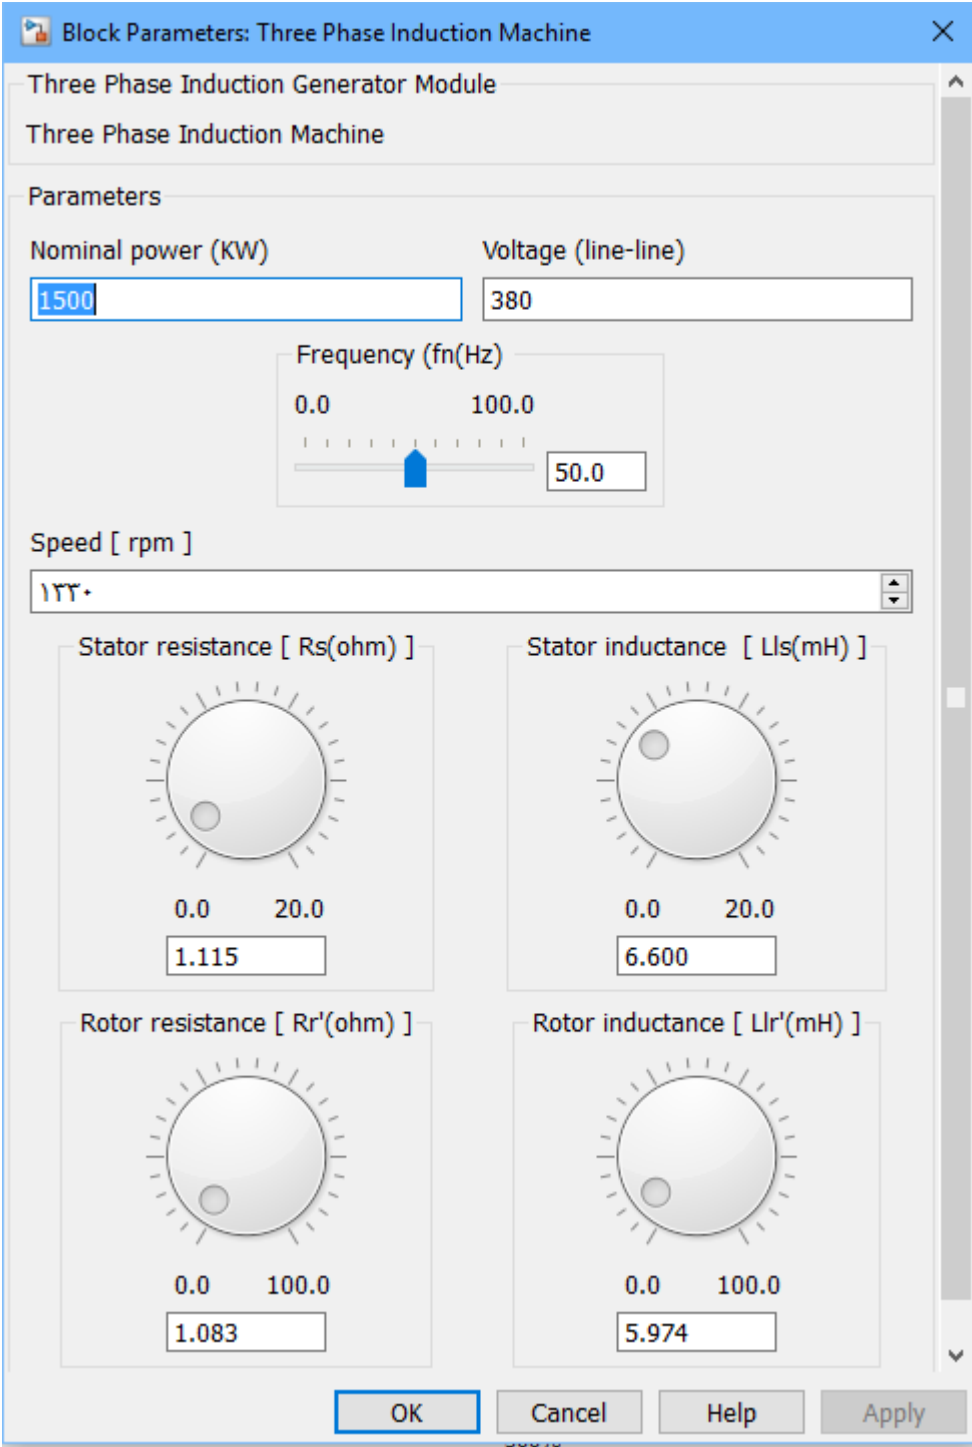 Block Parameters: Three Phase Induction Machine
Three Phase Induction Generator Module
Three Phase Induction Machine
Parameters
Nominal power (KW) Voltage (line-line)
1500 380
Frequency (fn(Hz)
0.0 100.0
50.0
Speed [ rpm ]
۱۳۳۰
Stator resistance [ Rs(ohm) ] Stator inductance [ Lls(mH) ]
0.0 20.0 0.0 20.0
1.115 6.600
Rotor resistance [ Rr'(ohm) ] Rotor inductance [ Llr'(mH) ]
0.0 100.0 0.0 100.0
1.083 5.974
OK Cancel Help Apply